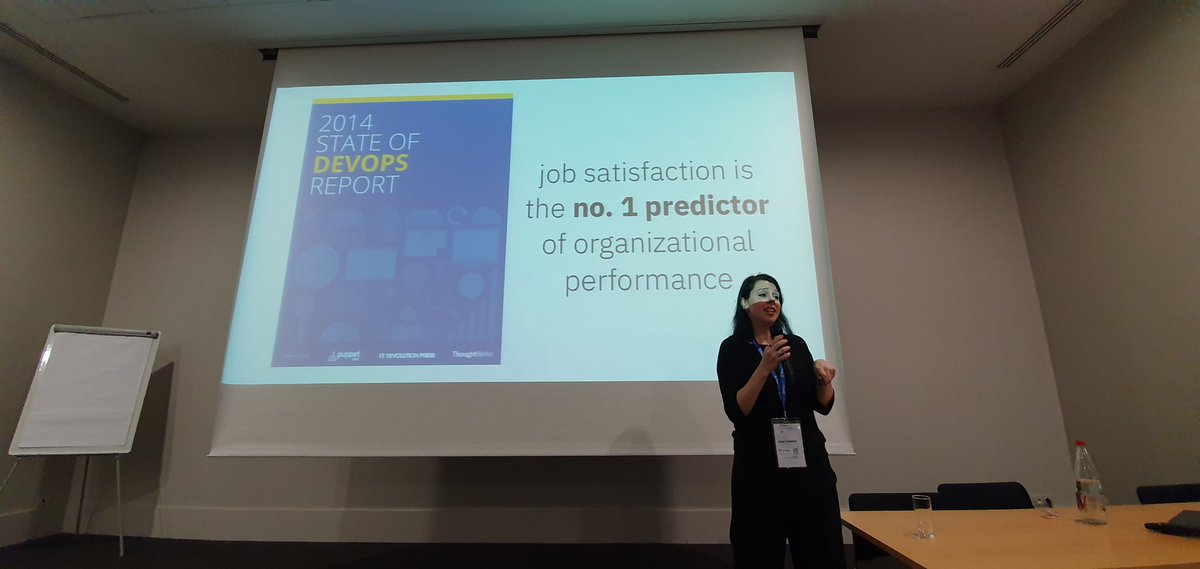 2014
STATE OF
DEVOPS
REPORT
puppet
IT REVOLUTION PRESS
ThoughtWorks
job satisfaction is
the no. 1 predictor
of organizational
performance